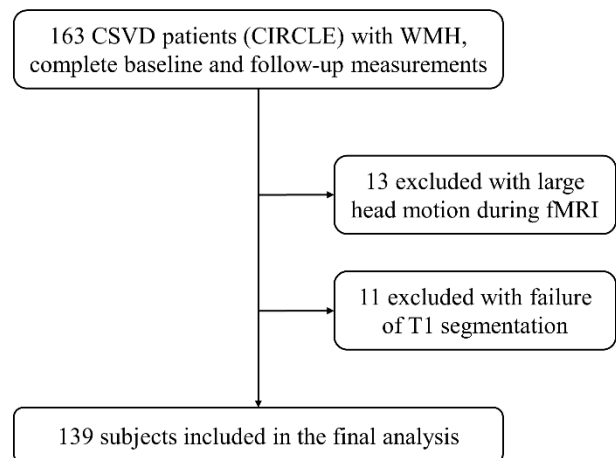 163 CSVD patients (CIRCLE) with WMH,
complete baseline and follow-up measurements
13 excluded with large
head motion during fMRI
11 excluded with failure
of T1 segmentation
139 subjects included in the final analysis